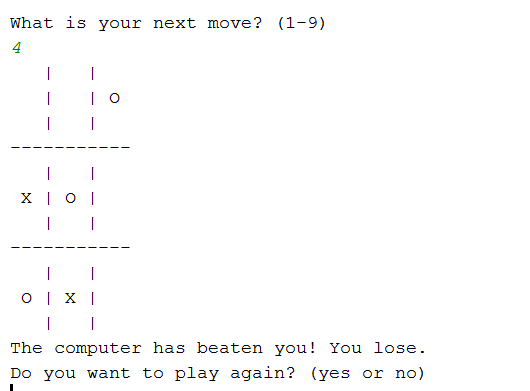 What is your next move? (1-9)
4
   |   |
   |   | O
   |   |
-----------
   |   |
 X | O |
   |   |
-----------
   |   |
 O | X |
   |   |
The computer has beaten you! You lose.
Do you want to play again? (yes or no)